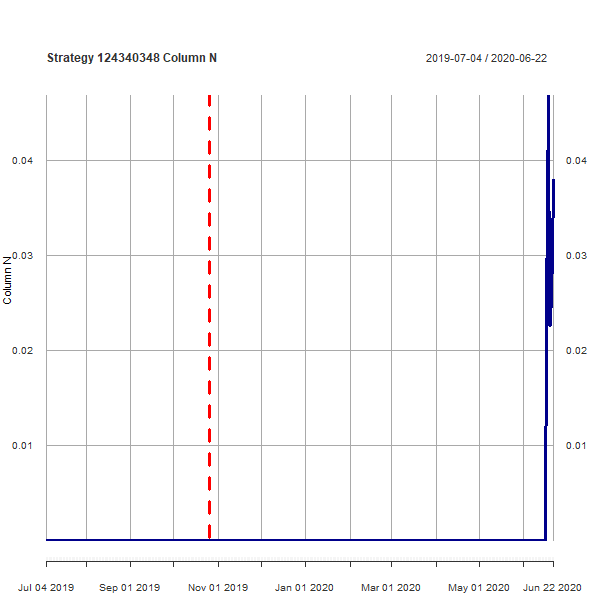 Strategy 124340348 Column N 2019-07-04 / 2020-06-22
0.04 0.04
0.03 0.03
Column N
0.02 0.02
0.01 0.01
Jul 04 2019 Sep 01 2019 Nov 01 2019 Jan 01 2020 Mar 01 2020 May 01 2020 Jun 22 2020